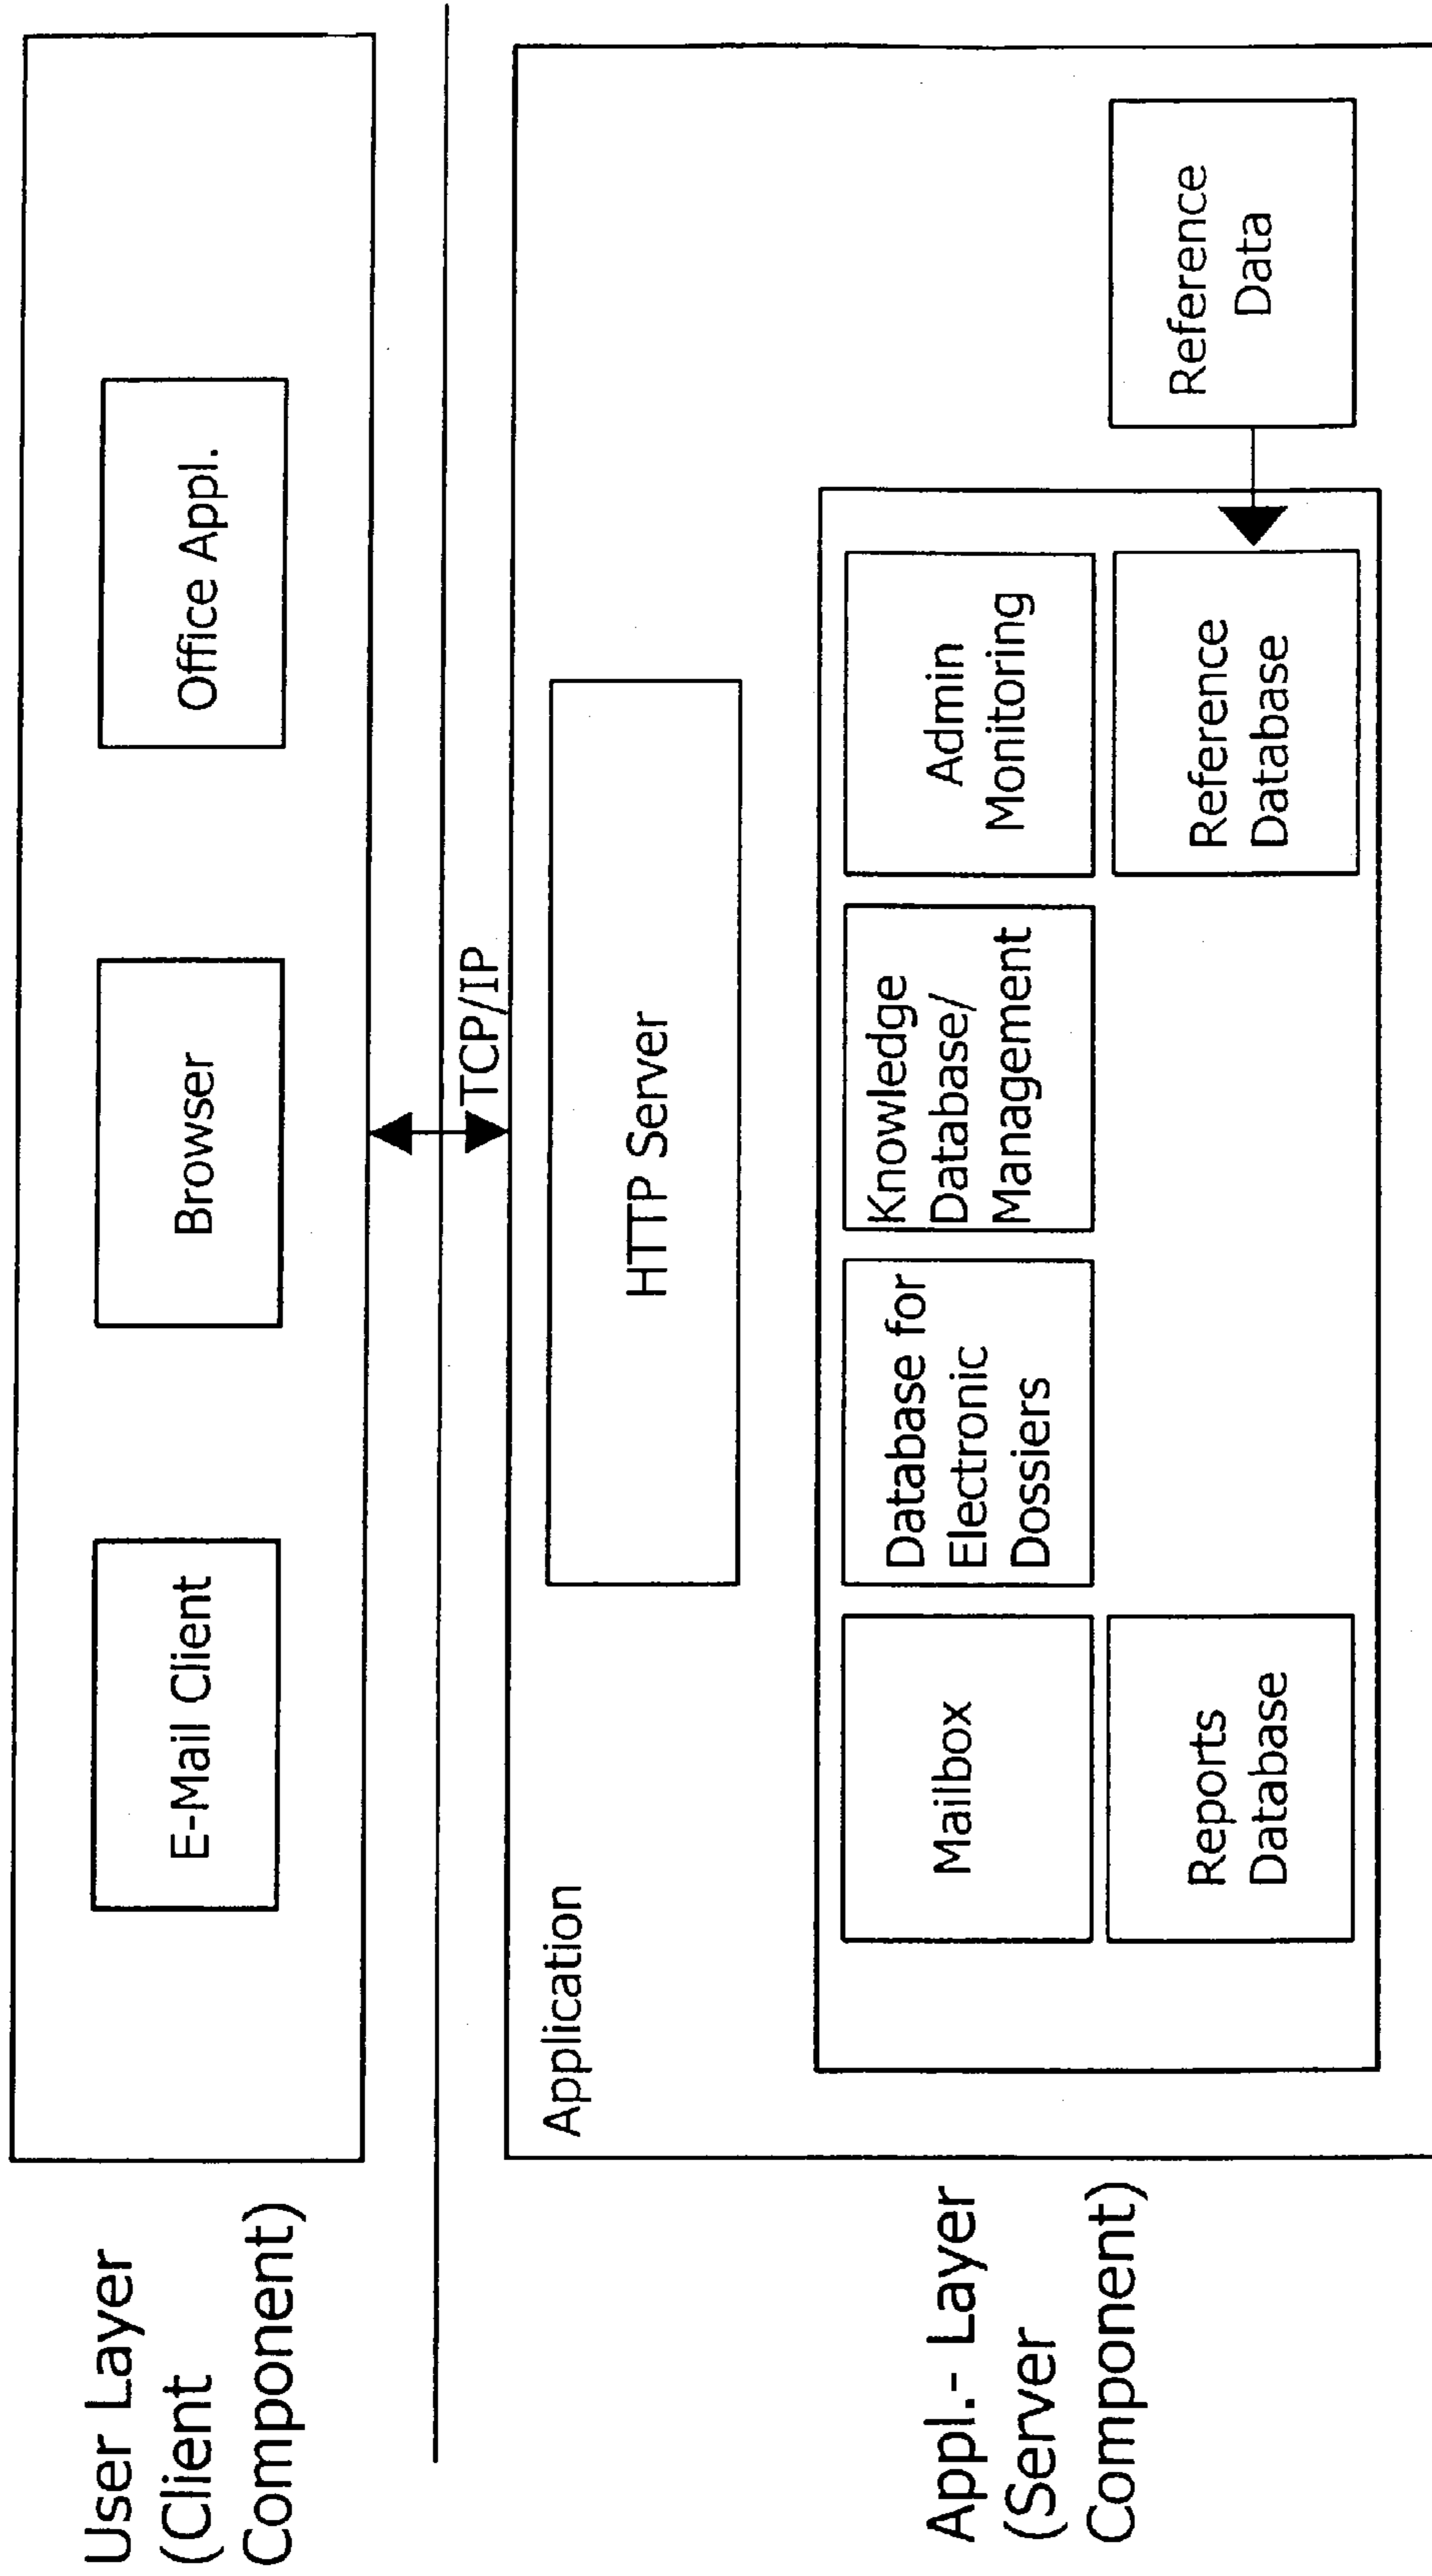 User Layer
(Client
Component)
E-Mail Client
Browser
Office Appl.
TCP/IP
Appl.- Layer
(Server
Component)
Application
HTTP Server
Mailbox
Database for
Electronic
Dossiers
Knowledge
Database/
Management
Admin
Monitoring
Reports
Database
Reference
Database
Reference
Data